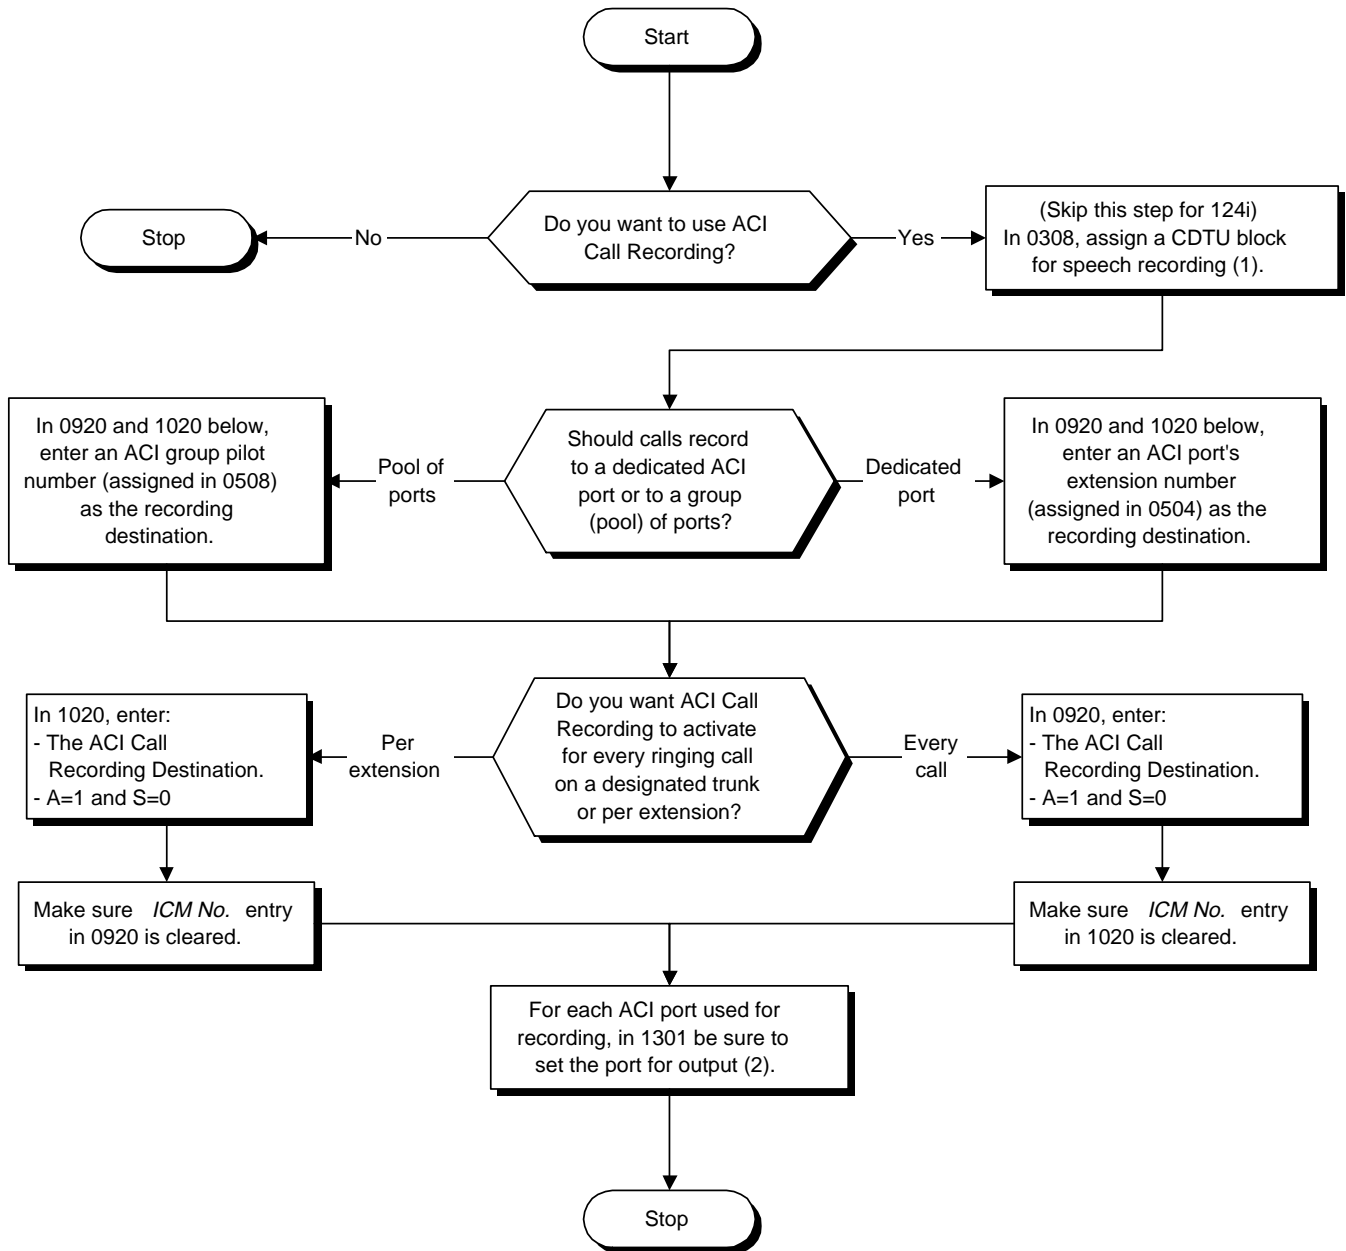 Start
Do you want to use ACI
Call Recording?
No
Stop
Yes
(Skip this step for 124i)
In 0308, assign a CDTU block
for speech recording (1).
Should calls record
to a dedicated ACI
port or to a group
(pool) of ports?
Pool of
ports
In 0920 and 1020 below,
enter an ACI group pilot
number (assigned in 0508)
as the recording
destination.
Dedicated
port
In 0920 and 1020 below,
enter an ACI port's
extension number
(assigned in 0504) as the
recording destination.
Do you want ACI Call
Recording to activate
for every ringing call
on a designated trunk
or per extension?
Per
extension
In 1020, enter:
- The ACI Call
Recording Destination.
- A=1 and S=0
Make sure ICM No. entry
in 0920 is cleared.
Every
call
In 0920, enter:
- The ACI Call
Recording Destination.
- A=1 and S=0
Make sure ICM No. entry
in 1020 is cleared.
For each ACI port used for
recording, in 1301 be sure to
set the port for output (2).
Stop